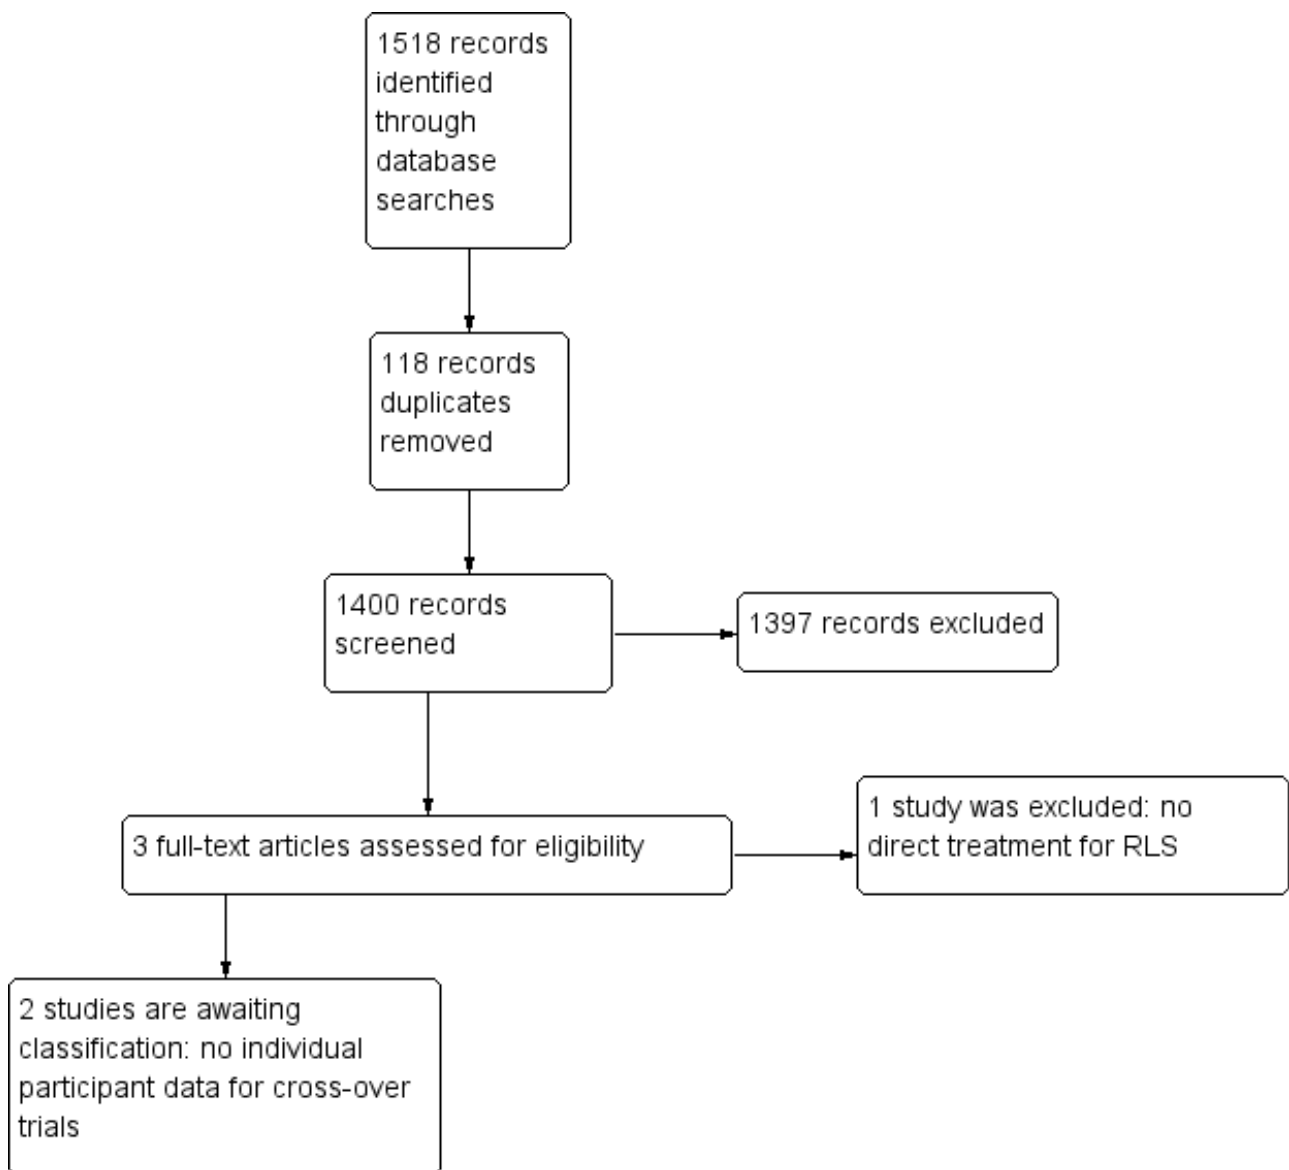 1518 records
identified
through
database
searches
118 records
duplicates
removed
1400 records
screened
1397 records excluded
3 full-text articles assessed for eligibility
1 study was excluded: no
direct treatment for RLS
2 studies are awaiting
classification: no individual
participant data for cross-over
trials